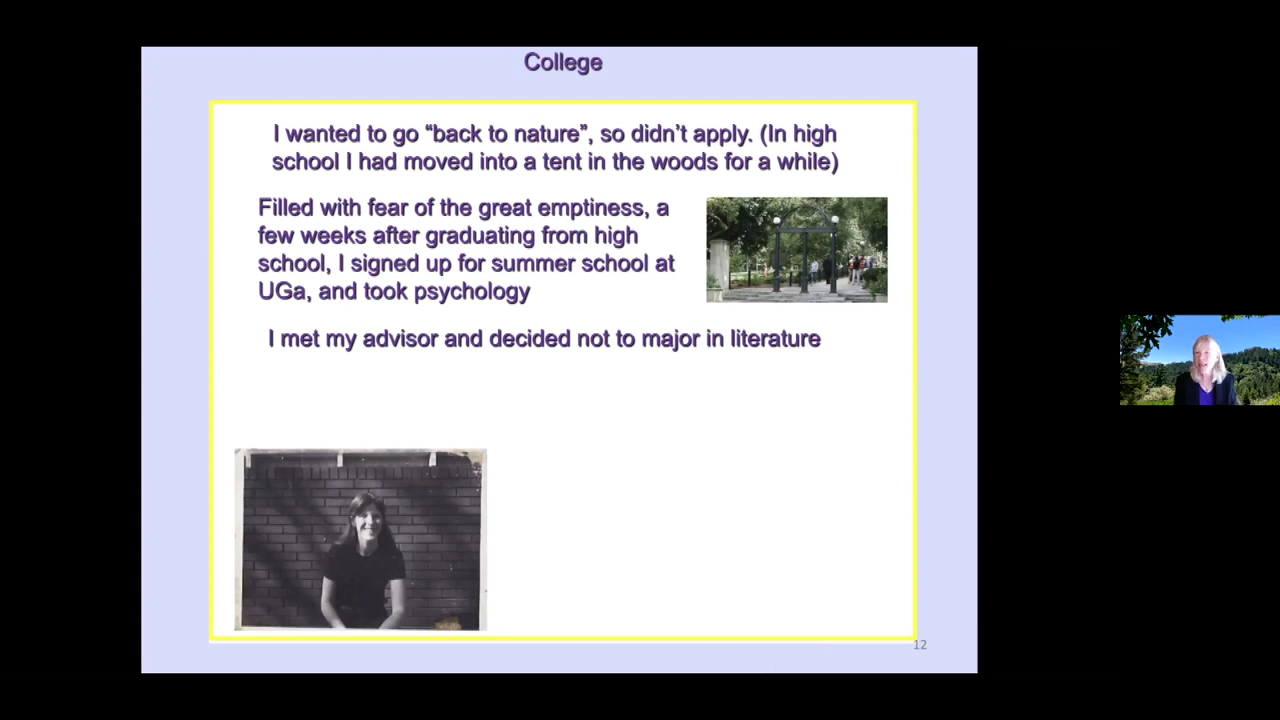 College
I wanted to go “back to nature”, so didn’t apply. (In high
school I had moved into a tent in the woods for a while)
Filled with fear of the great emptiness, a
few weeks after graduating from high
school, I signed up for summer school at
UGa, and took psychology
I met my advisor and decided not to major in literature
12